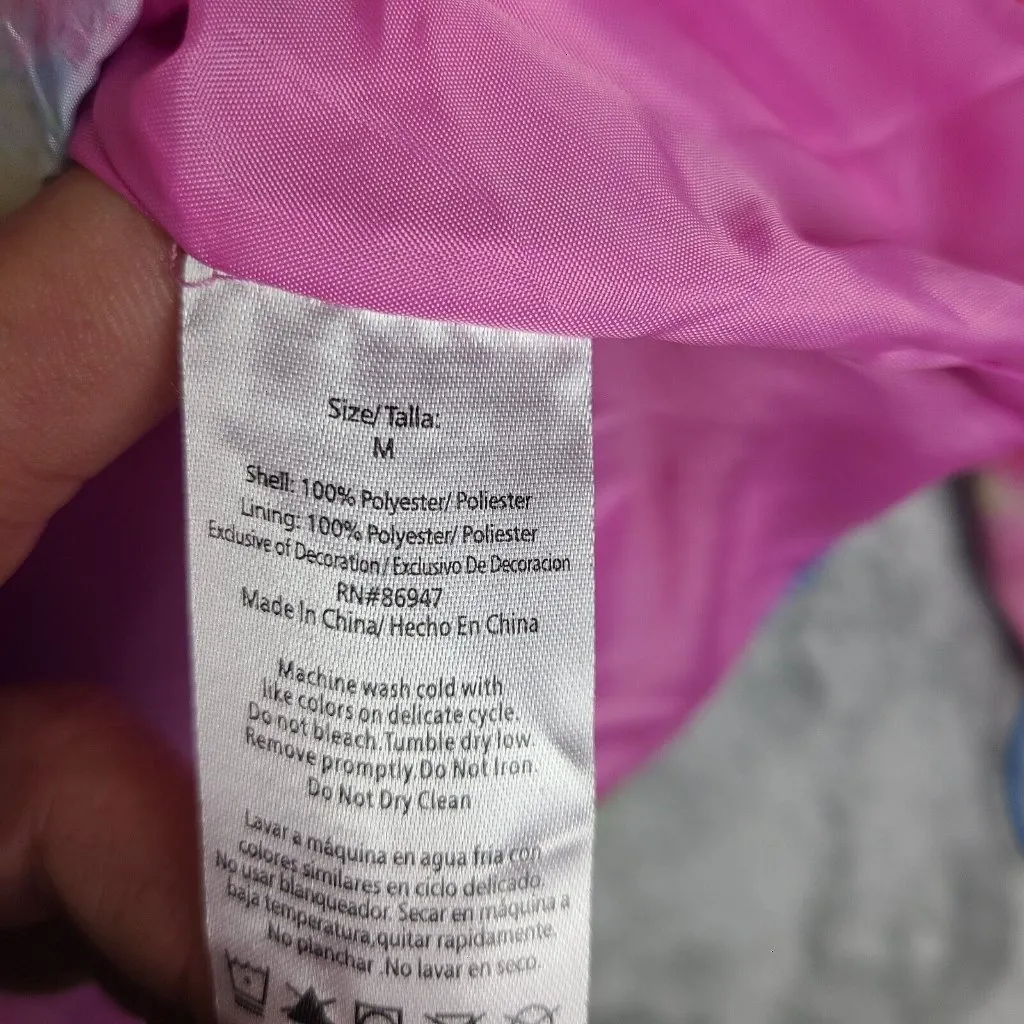 Size/Talla:
M
Shell: 100% Polyester/ Poliester
Lining: 100% Polyester/ Poliester
Exclusive of Decoration/ Exclusivo De Decoracion
RN#86947
Made In China/ Hecho En China
Machine wash cold with
like colors on delicate cycle.
Do not bleach.Tumble dry low.
Remove promptly.Do Not Iron.
Do Not Dry Clean
Lavar a máquina en agua fria con
colores similares en ciclo delicado.
No usar blanqueador. Secar en máquina a
baja temperatura,quitar rapidamente.
No planchar .No lavar en seco.